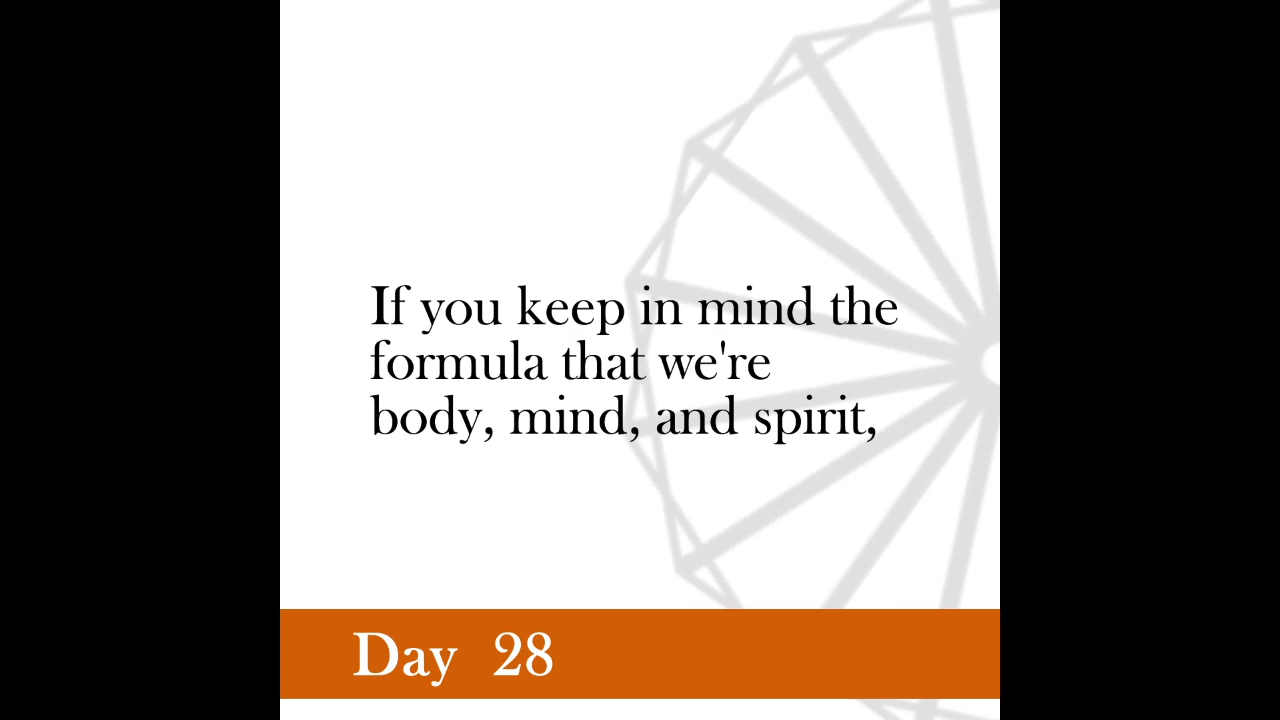 If you keep in mind the
formula that we're
body, mind, and spirit,
Day 28